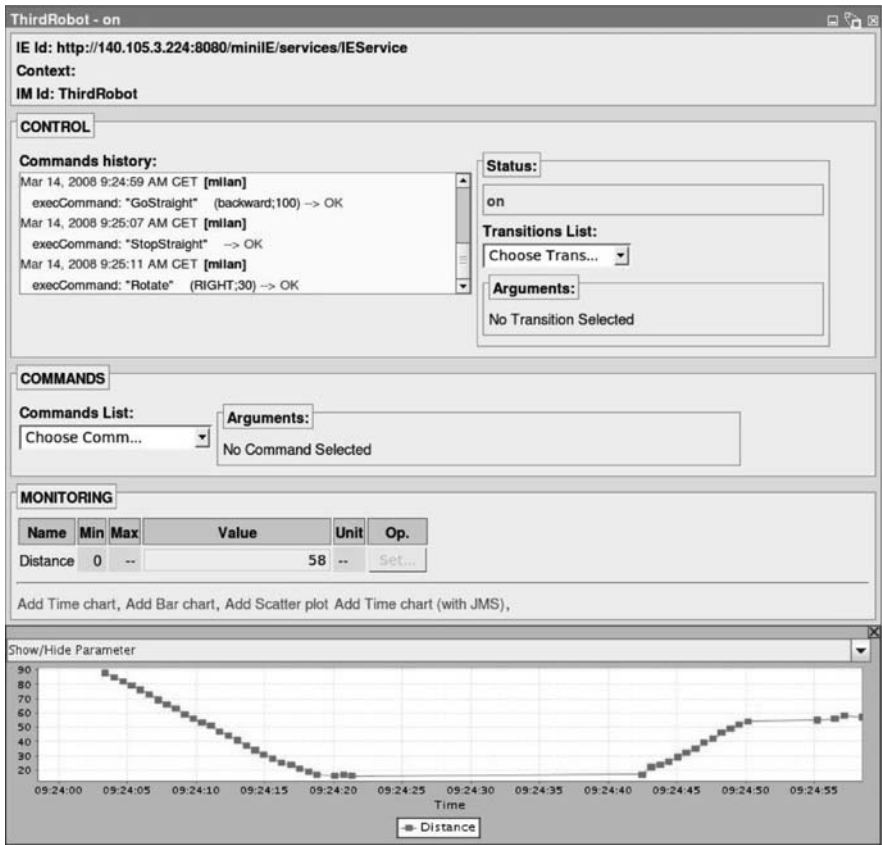 ThirdRobot - on
IE Id: http://140.105.3.224:8080/miniIE/services/IEService
Context:
IM Id: ThirdRobot
CONTROL
Commands history:
Mar 14, 2008 9:24:59 AM CET [milan]
execCommand: "GoStraight" (backward;100) --> OK
Mar 14, 2008 9:25:07 AM CET [milan]
execCommand: "StopStraight" --> OK
Mar 14, 2008 9:25:11 AM CET [milan]
execCommand: "Rotate" (RIGHT;30) --> OK
Status:
on
Transitions List:
Choose Trans...
Arguments:
No Transition Selected
COMMANDS
Commands List:
Choose Comm...
Arguments:
No Command Selected
MONITORING
Name Min Max Value Unit Op.
Distance 0 -- 58 -- Set...
Add Time chart, Add Bar chart, Add Scatter plot Add Time chart (with JMS),
Show/Hide Parameter
90
80
70
60
50
40
30
20
09:24:00 09:24:05 09:24:10 09:24:15 09:24:20 09:24:25 09:24:30 09:24:35 09:24:40 09:24:45 09:24:50 09:24:55
Time
Distance